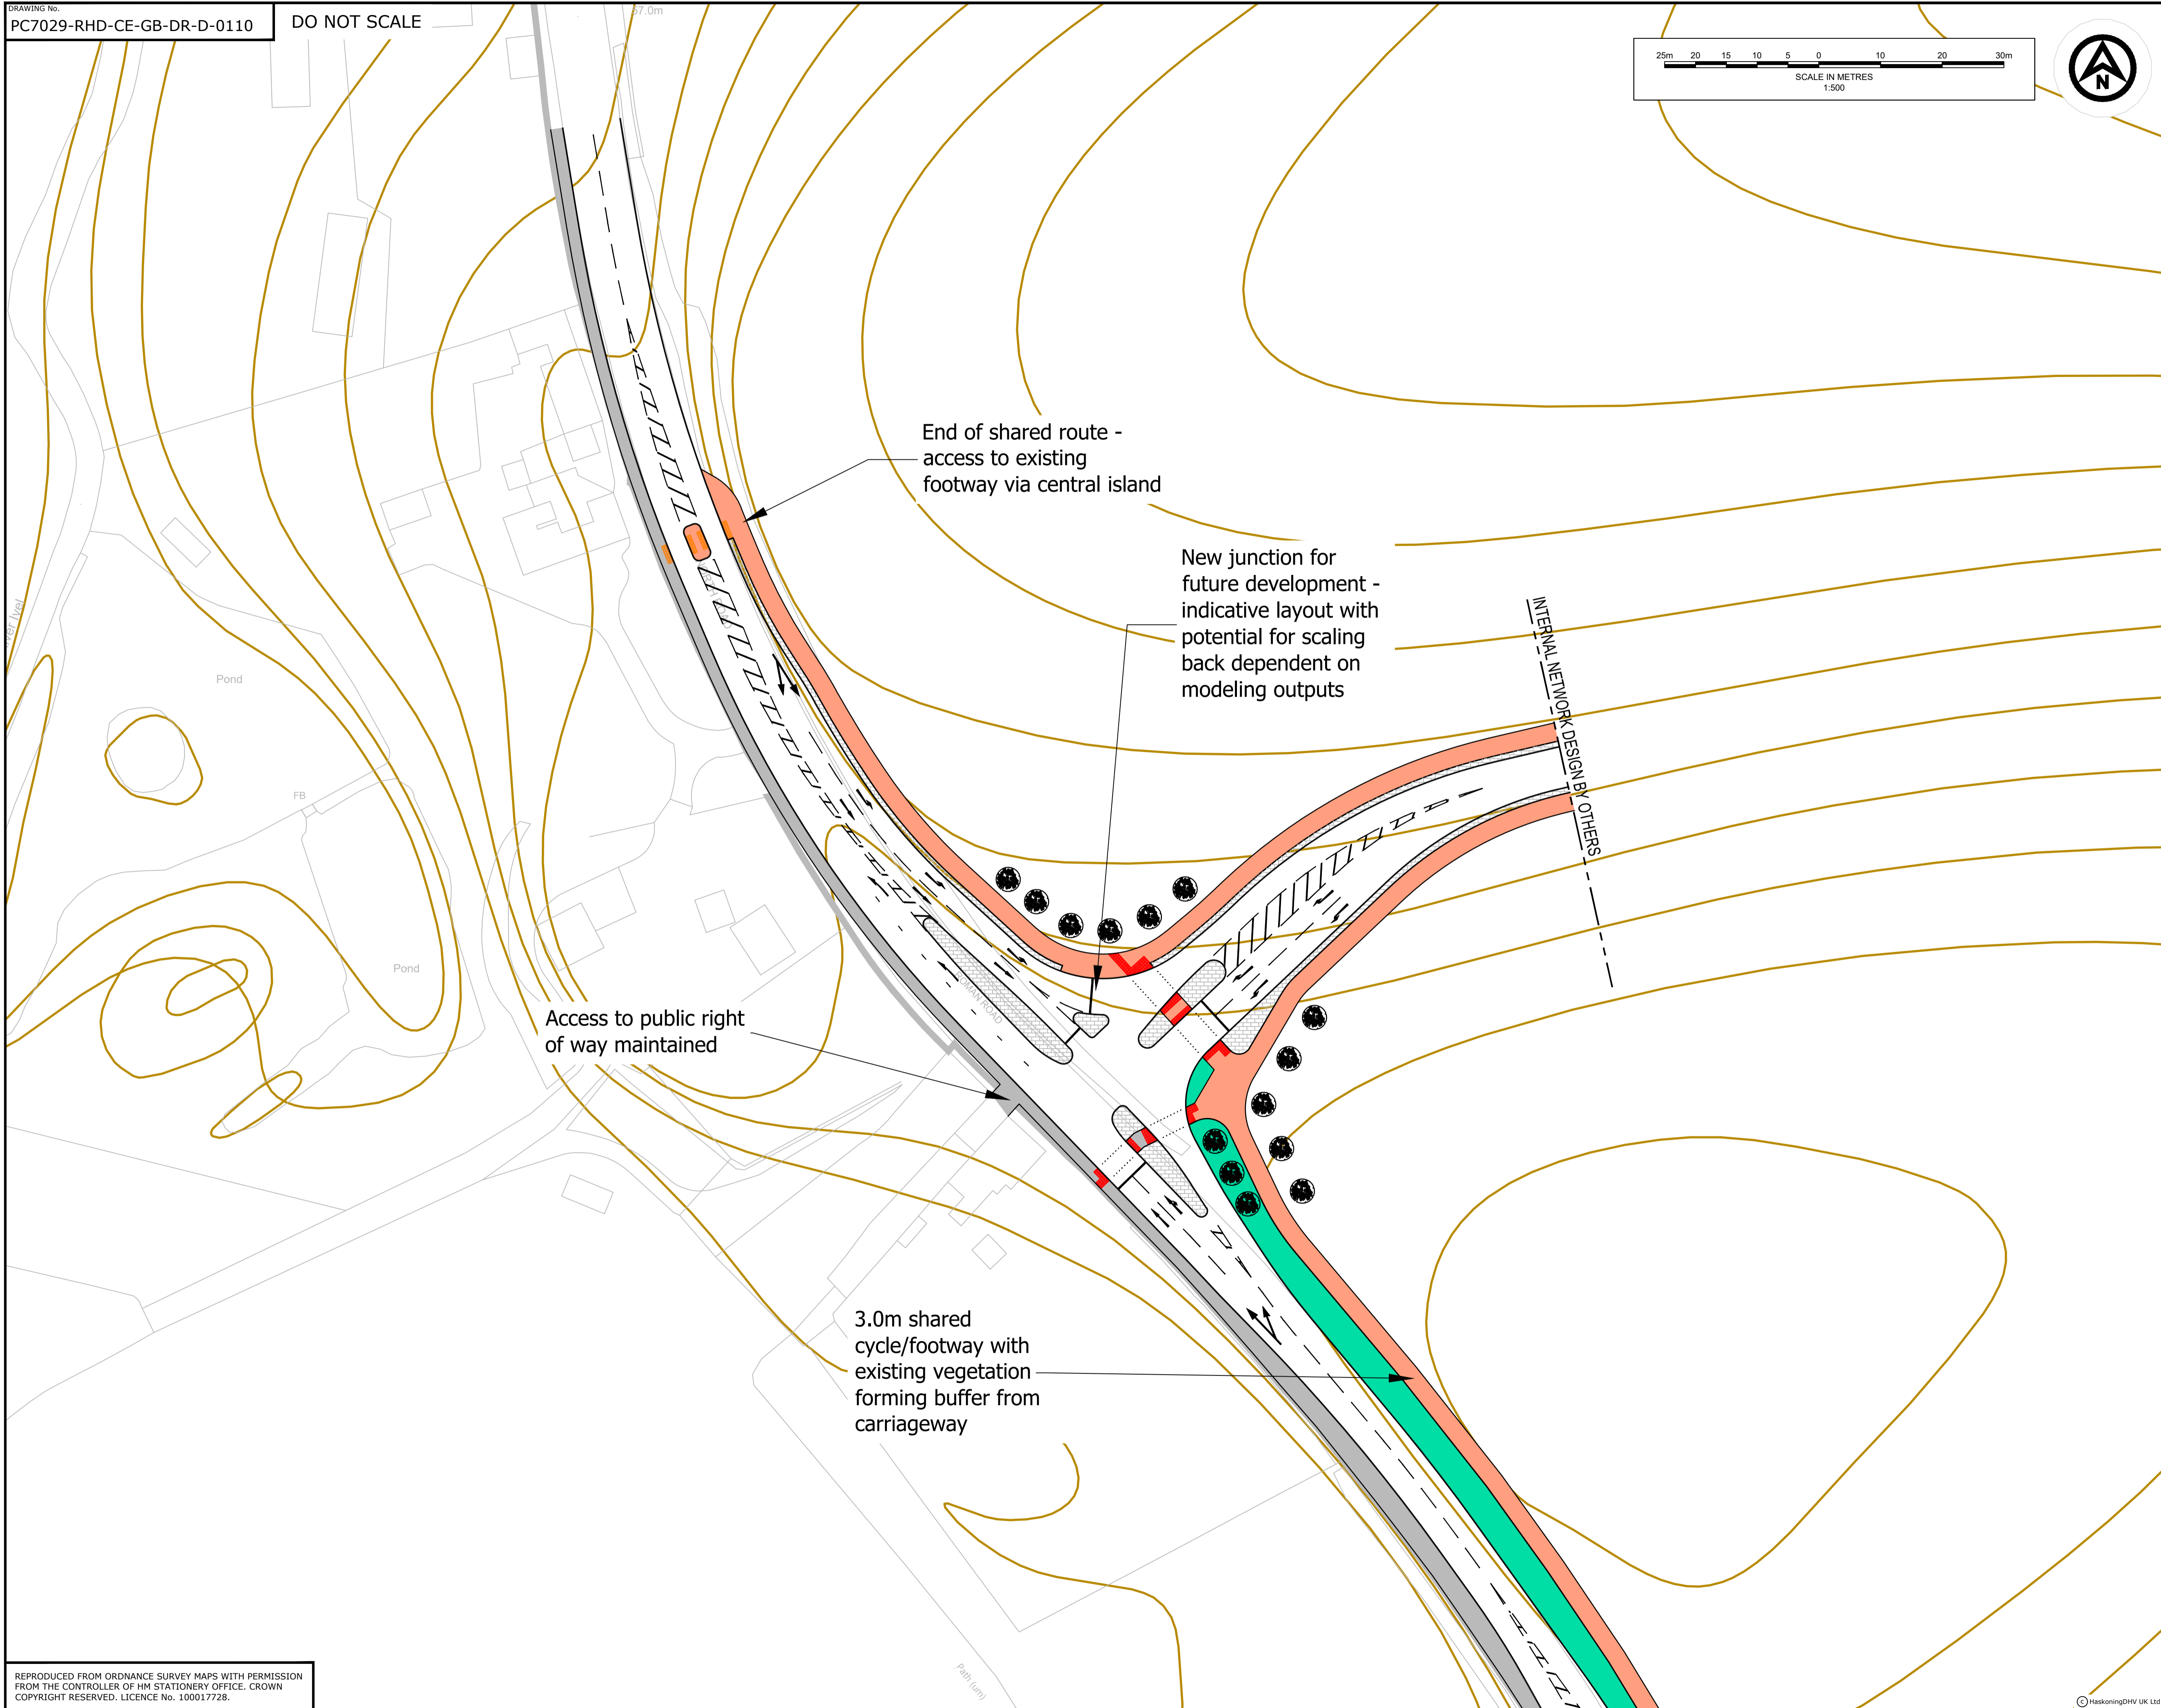 DRAWING No.
PC7029-RHD-CE-GB-DR-D-0110
DO NOT SCALE
67.0m
25m 20 15 10 5 0 10 20 30m
SCALE IN METRES
1:500
N
End of shared route -
access to existing
footway via central island
New junction for
future development -
indicative layout with
potential for scaling
back dependent on
modeling outputs
INTERNAL NETWORK DESIGN BY OTHERS
Ivel
Pond
FB
Pond
ROMAN ROAD
Access to public right
of way maintained
3.0m shared
cycle/footway with
existing vegetation
forming buffer from
carriageway
Path (um)
REPRODUCED FROM ORDNANCE SURVEY MAPS WITH PERMISSION
FROM THE CONTROLLER OF HM STATIONERY OFFICE. CROWN
COPYRIGHT RESERVED. LICENCE No. 100017728.
© HaskoningDHV UK Ltd